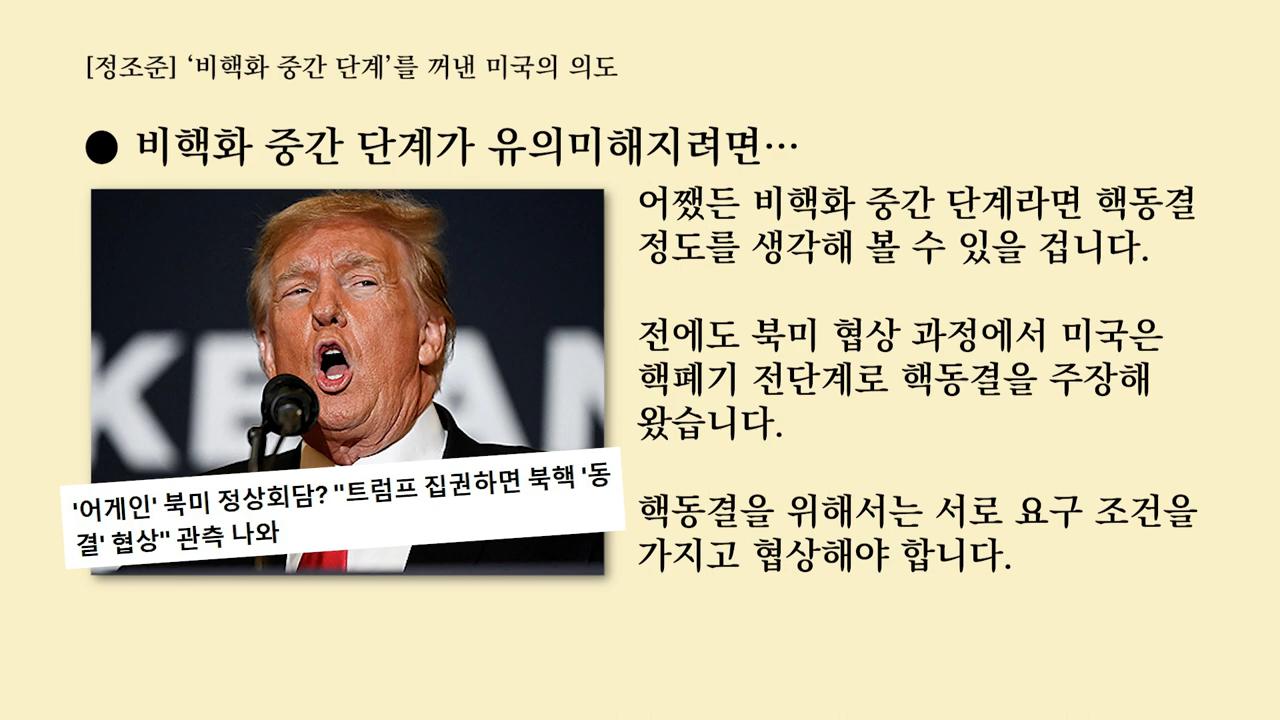 [정조준] ‘비핵화 중간 단계’를 꺼낸 미국의 의도
● 비핵화 중간 단계가 유의미해지려면…
어쨌든 비핵화 중간 단계라면 핵동결
정도를 생각해 볼 수 있을 겁니다.
전에도 북미 협상 과정에서 미국은
핵폐기 전단계로 핵동결을 주장해
왔습니다.
핵동결을 위해서는 서로 요구 조건을
가지고 협상해야 합니다.
KE AN
'어게인' 북미 정상회담? "트럼프 집권하면 북핵 '동
결' 협상" 관측 나와